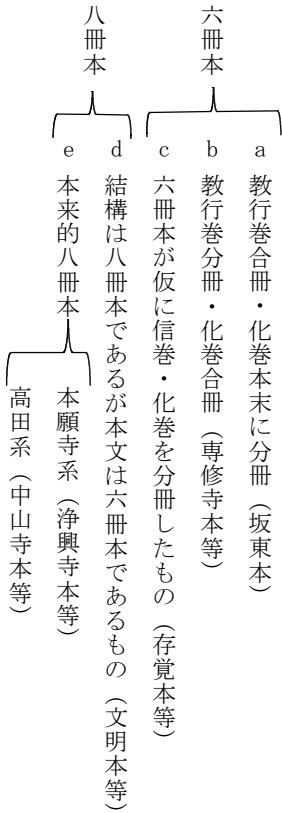 六冊本
a 教行巻合冊・化巻本末に分冊（坂東本）
b 教行巻分冊・化巻合冊（専修寺本等）
c 六冊本が仮に信巻・化巻を分冊したもの（存覚本等）
八冊本
d 結構は八冊本であるが本文は六冊本であるもの（文明本等）
e 本来的八冊本
本願寺系（浄興寺本等）
高田系（中山寺本等）